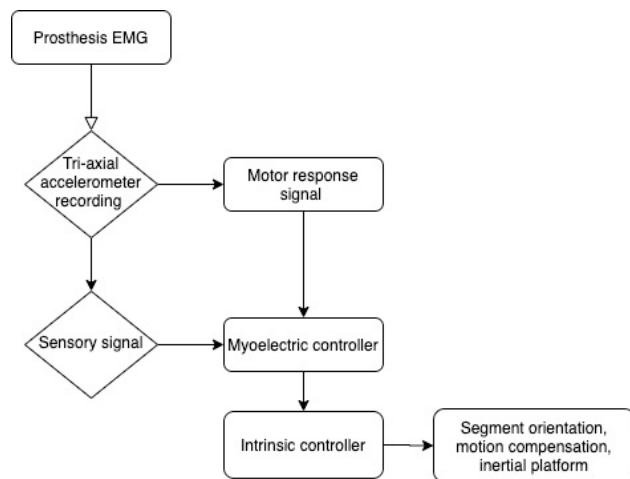 Prosthesis EMG
Tri-axial
accelerometer
recording
Motor response
signal
Sensory signal
Myoelectric controller
Intrinsic controller
Segment orientation,
motion compensation,
inertial platform